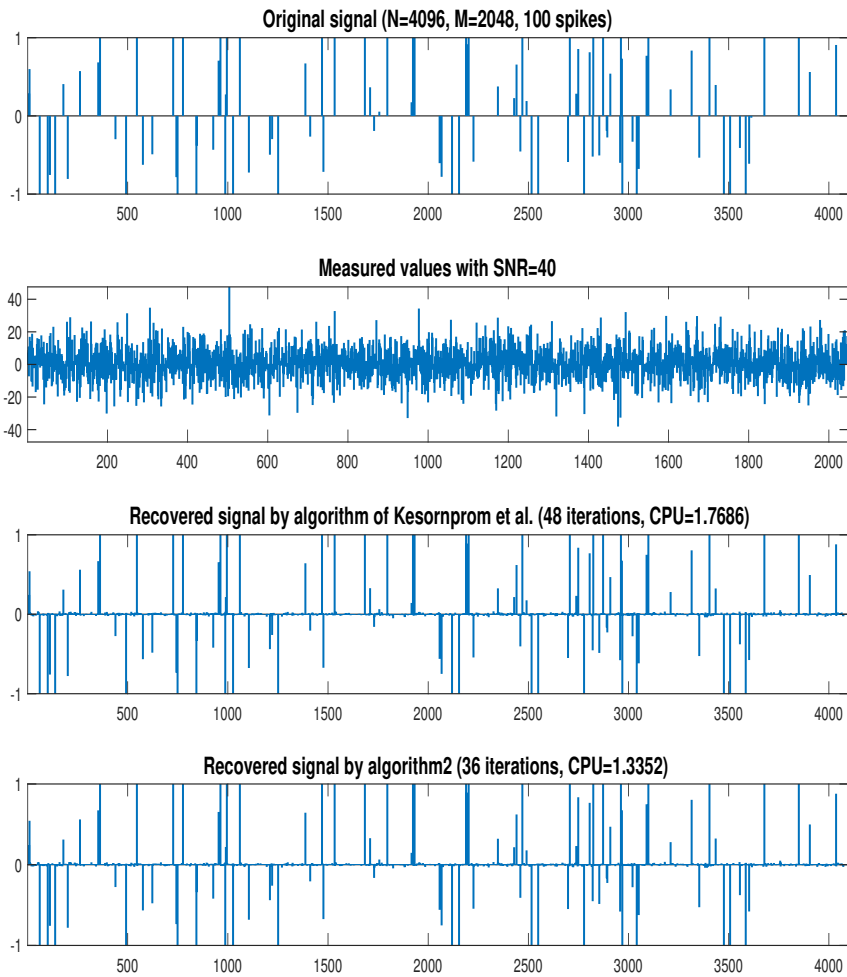 Original signal (N=4096, M=2048, 100 spikes)
1
0
-1
500 1000 1500 2000 2500 3000 3500 4000
Measured values with SNR=40
40
20
0
-20
-40
200 400 600 800 1000 1200 1400 1600 1800 2000
Recovered signal by algorithm of Kesornprom et al. (48 iterations, CPU=1.7686)
1
0
-1
500 1000 1500 2000 2500 3000 3500 4000
Recovered signal by algorithm2 (36 iterations, CPU=1.3352)
1
0
-1
500 1000 1500 2000 2500 3000 3500 4000